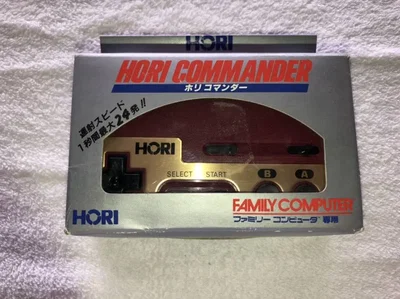 HORI
HORI COMMANDER
ホリ コマンダー
連射スピード
1秒間最大24発!!
HORI
SELECT START
B A
HORI
FAMILY COMPUTER
ファミリー コンピュータ 専用